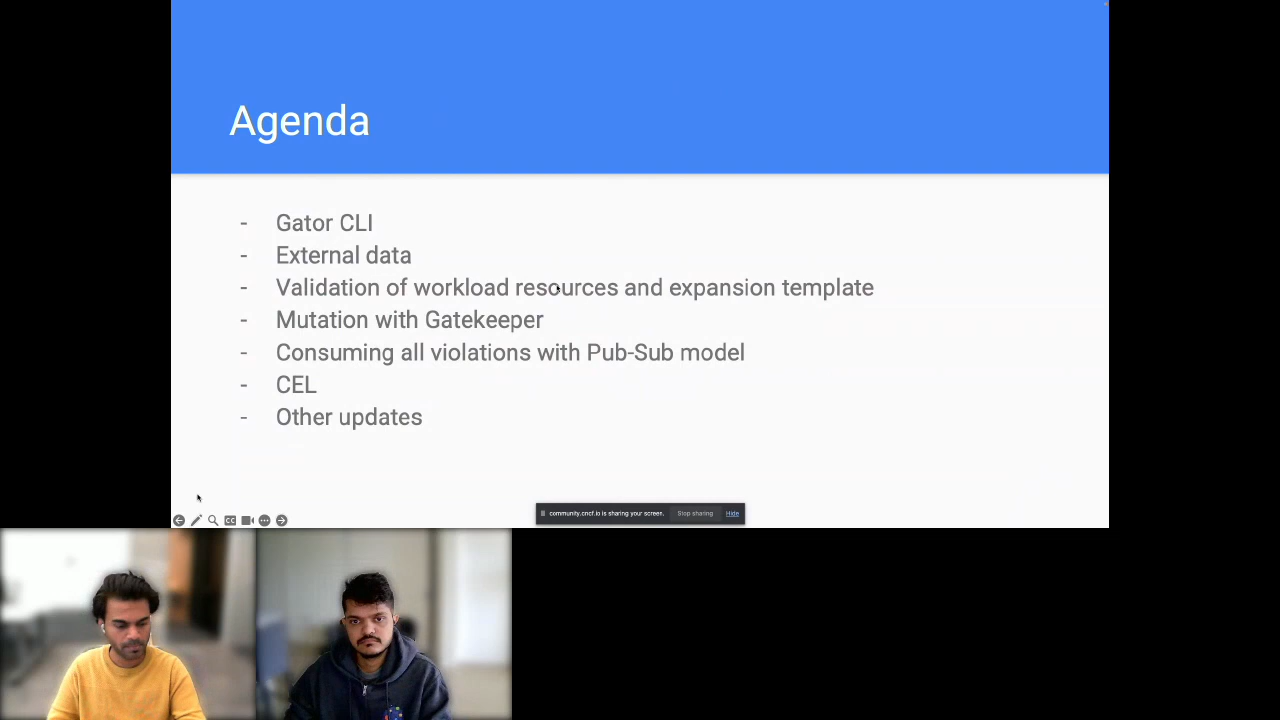 Agenda
- Gator CLI
- External data
- Validation of workload resources and expansion template
- Mutation with Gatekeeper
- Consuming all violations with Pub-Sub model
- CEL
- Other updates
CC
community.cncf.io is sharing your screen. Stop sharing Hide